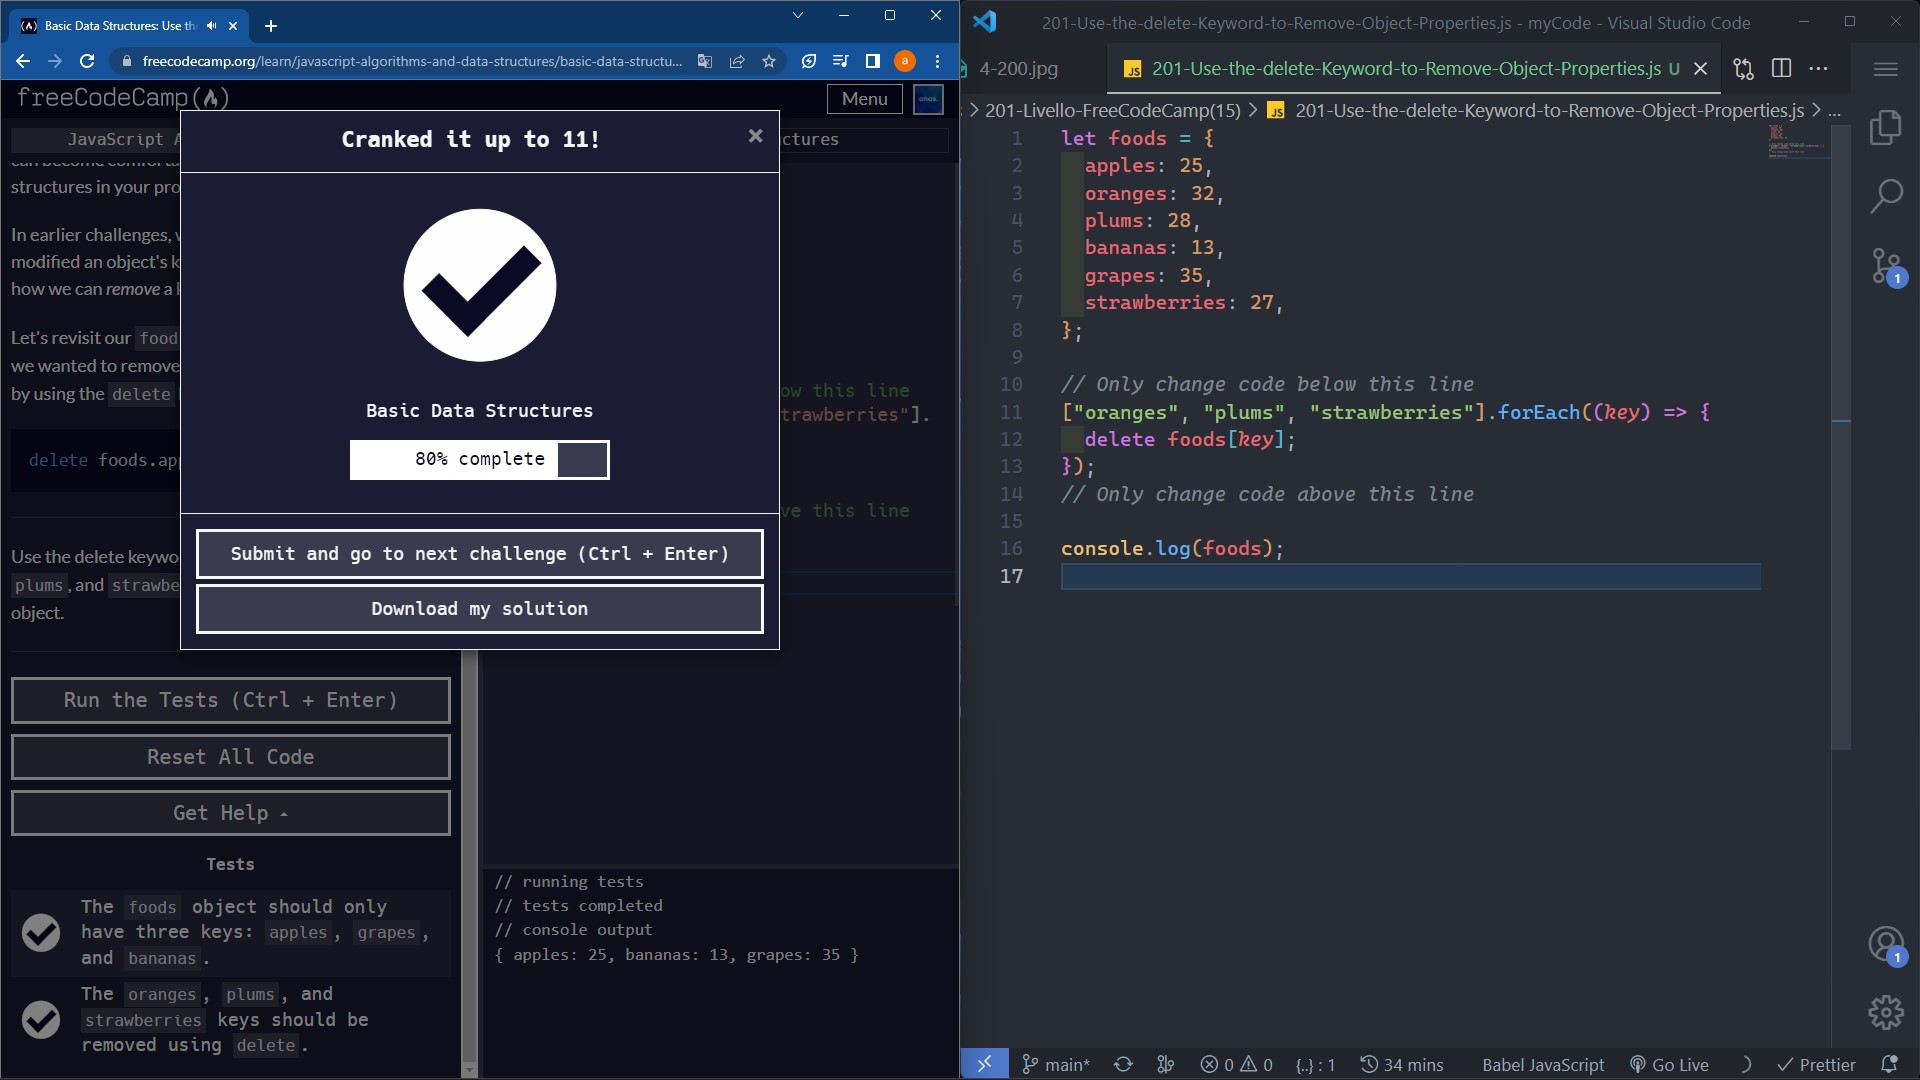 Basic Data Structures: Use th
freecodecamp.org/learn/javascript-algorithms-and-data-structures/basic-data-structu...
a
freeCodeCamp
Menu
anas.
JavaScript A
ctures
structures in your pro
In earlier challenges, w
modified an object's k
how we can remove a k
Let's revisit our food
we wanted to remove
by using the delete
delete foods.ap
Use the delete keywo
plums, and strawbe
object.
ow this line
trawberries"].
ve this line
Cranked it up to 11!
×
Basic Data Structures
80% complete
Submit and go to next challenge (Ctrl + Enter)
Download my solution
Run the Tests (Ctrl + Enter)
Reset All Code
Get Help
Tests
The foods object should only
have three keys: apples, grapes,
and bananas.
The oranges, plums, and
strawberries keys should be
removed using delete.
// running tests
// tests completed
// console output
{ apples: 25, bananas: 13, grapes: 35 }
201-Use-the-delete-Keyword-to-Remove-Object-Properties.js - myCode - Visual Studio Code
4-200.jpg
JS 201-Use-the-delete-Keyword-to-Remove-Object-Properties.js U
201-Livello-FreeCodeCamp(15) > JS 201-Use-the-delete-Keyword-to-Remove-Object-Properties.js > ...
1 let foods = {
2 apples: 25,
3 oranges: 32,
4 plums: 28,
5 bananas: 13,
6 grapes: 35,
7 strawberries: 27,
8 };
9
10 // Only change code below this line
11 ["oranges", "plums", "strawberries"].forEach((key) => {
12 delete foods[key];
13 });
14 // Only change code above this line
15
16 console.log(foods);
17
1
1
main* 0 0 {..} : 1 34 mins Babel JavaScript Go Live Prettier